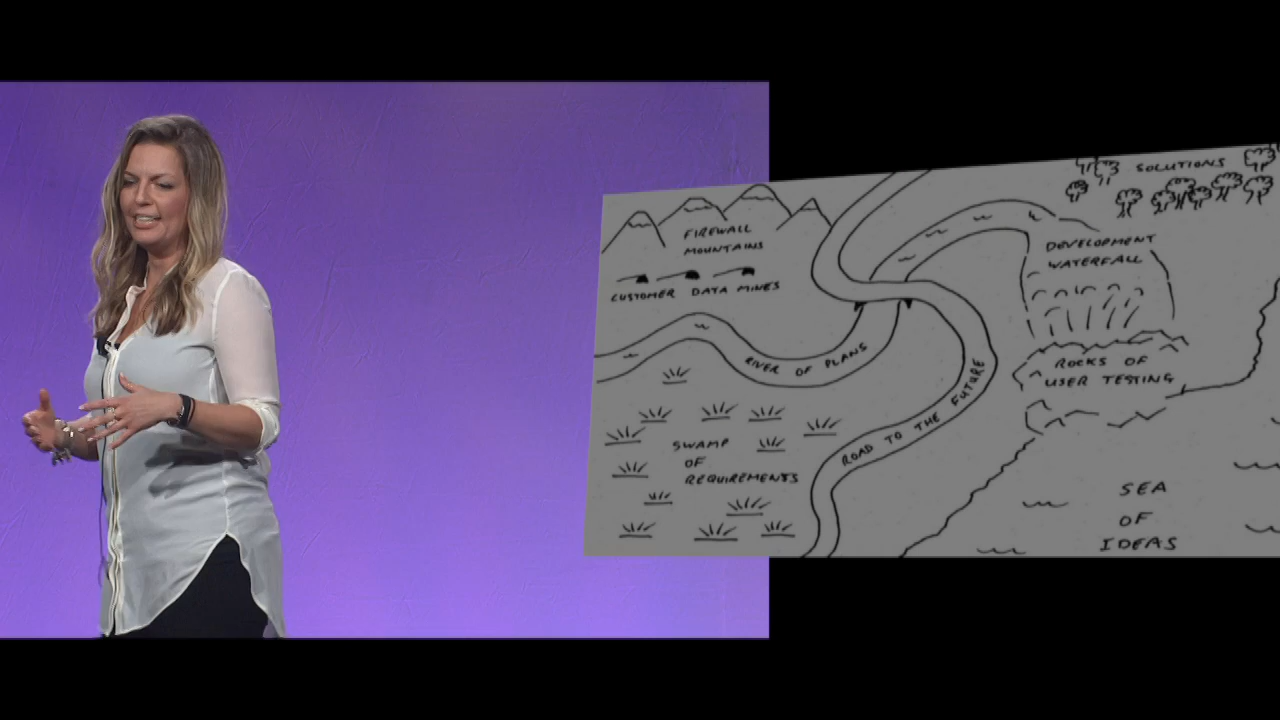 SOLUTIONS
FIREWALL
MOUNTAINS
DEVELOPMENT
WATERFALL
CUSTOMER DATA MINES
RIVER OF PLANS
ROCKS OF
USER TESTING
ROAD TO THE FUTURE
SWAMP
OF
REQUIREMENTS
SEA
OF
IDEAS